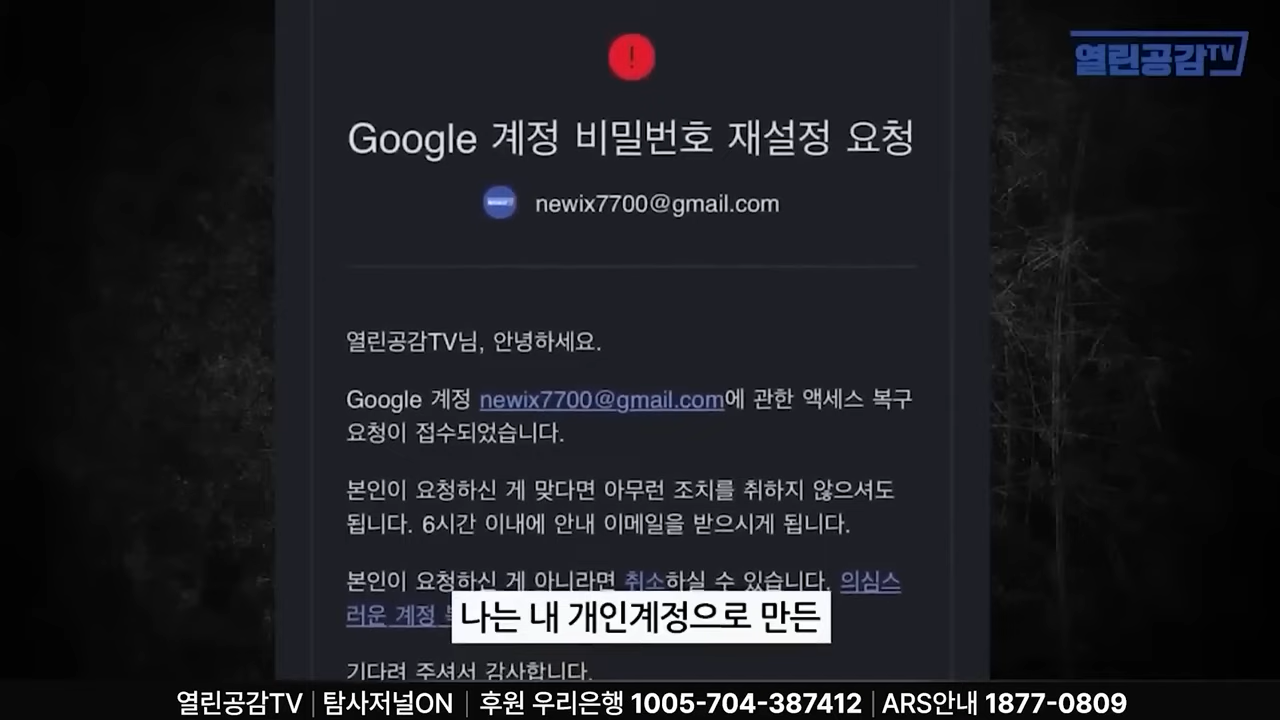 열린공감TV
!
Google 계정 비밀번호 재설정 요청
newix7700@gmail.com
열린공감TV님, 안녕하세요.
Google 계정 newix7700@gmail.com에 관한 액세스 복구
요청이 접수되었습니다.
본인이 요청하신 게 맞다면 아무런 조치를 취하지 않으셔도
됩니다. 6시간 이내에 안내 이메일을 받으시게 됩니다.
본인이 요청하신 게 아니라면 취소하실 수 있습니다. 의심스
러운 계정
나는 내 개인계정으로 만든
기다려 주셔서 감사합니다.
열린공감TV | 탐사저널ON | 후원 우리은행 1005-704-387412 | ARS안내 1877-0809